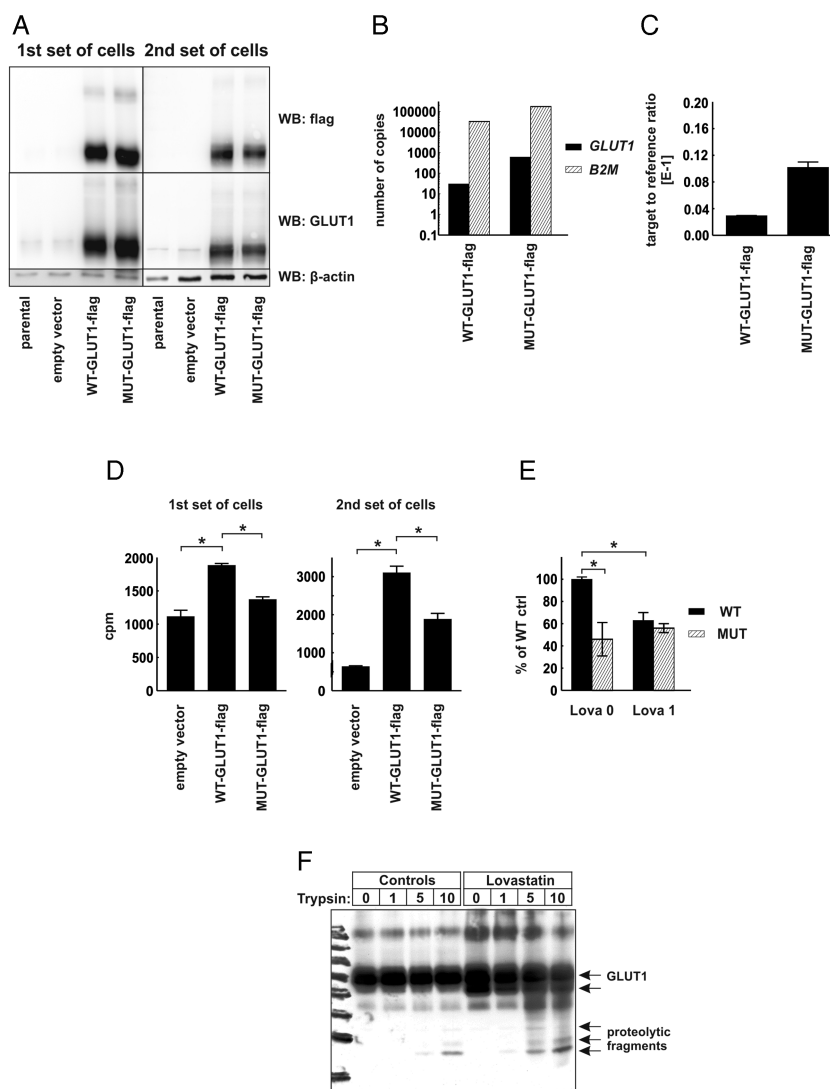 A
1st set of cells 2nd set of cells
WB: flag
WB: GLUT1
WB: β-actin
parental
empty vector
WT-GLUT1-flag
MUT-GLUT1-flag
parental
empty vector
WT-GLUT1-flag
MUT-GLUT1-flag
B
number of copies
100000
10000
1000
100
10
1
0.1
GLUT1
B2M
WT-GLUT1-flag
MUT-GLUT1-flag
C
target to reference ratio
[E-1]
0.20
0.16
0.12
0.08
0.04
0.00
WT-GLUT1-flag
MUT-GLUT1-flag
D
1st set of cells
cpm
2000
1500
1000
500
0
*
*
empty vector
WT-GLUT1-flag
MUT-GLUT1-flag
2nd set of cells
3000
2000
1000
0
*
*
empty vector
WT-GLUT1-flag
MUT-GLUT1-flag
E
% of WT ctrl
100
80
60
40
20
0
*
*
WT
MUT
Lova 0 Lova 1
F
Controls Lovastatin
Trypsin: 0 1 5 10 0 1 5 10
GLUT1
proteolytic
fragments